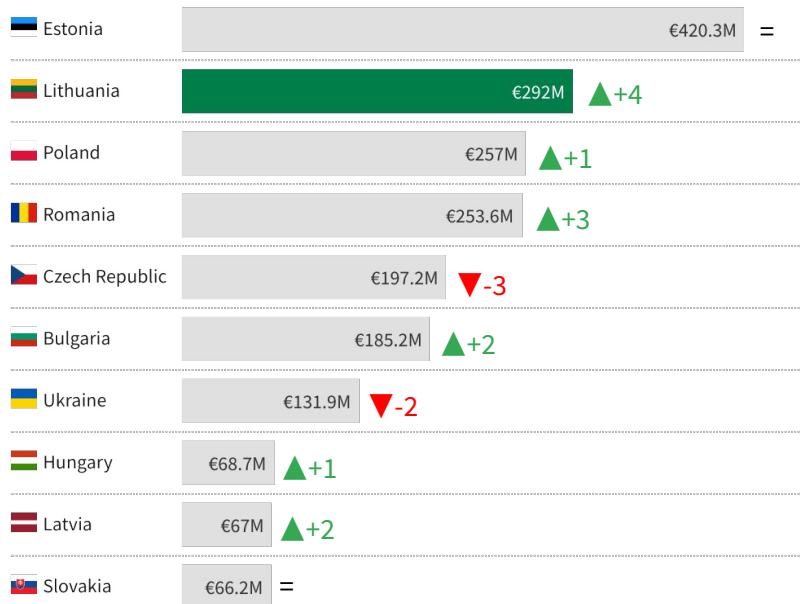 Estonia €420.3M =
Lithuania €292M ▲+4
Poland €257M ▲+1
Romania €253.6M ▲+3
Czech Republic €197.2M ▼-3
Bulgaria €185.2M ▲+2
Ukraine €131.9M ▼-2
Hungary €68.7M ▲+1
Latvia €67M ▲+2
Slovakia €66.2M =